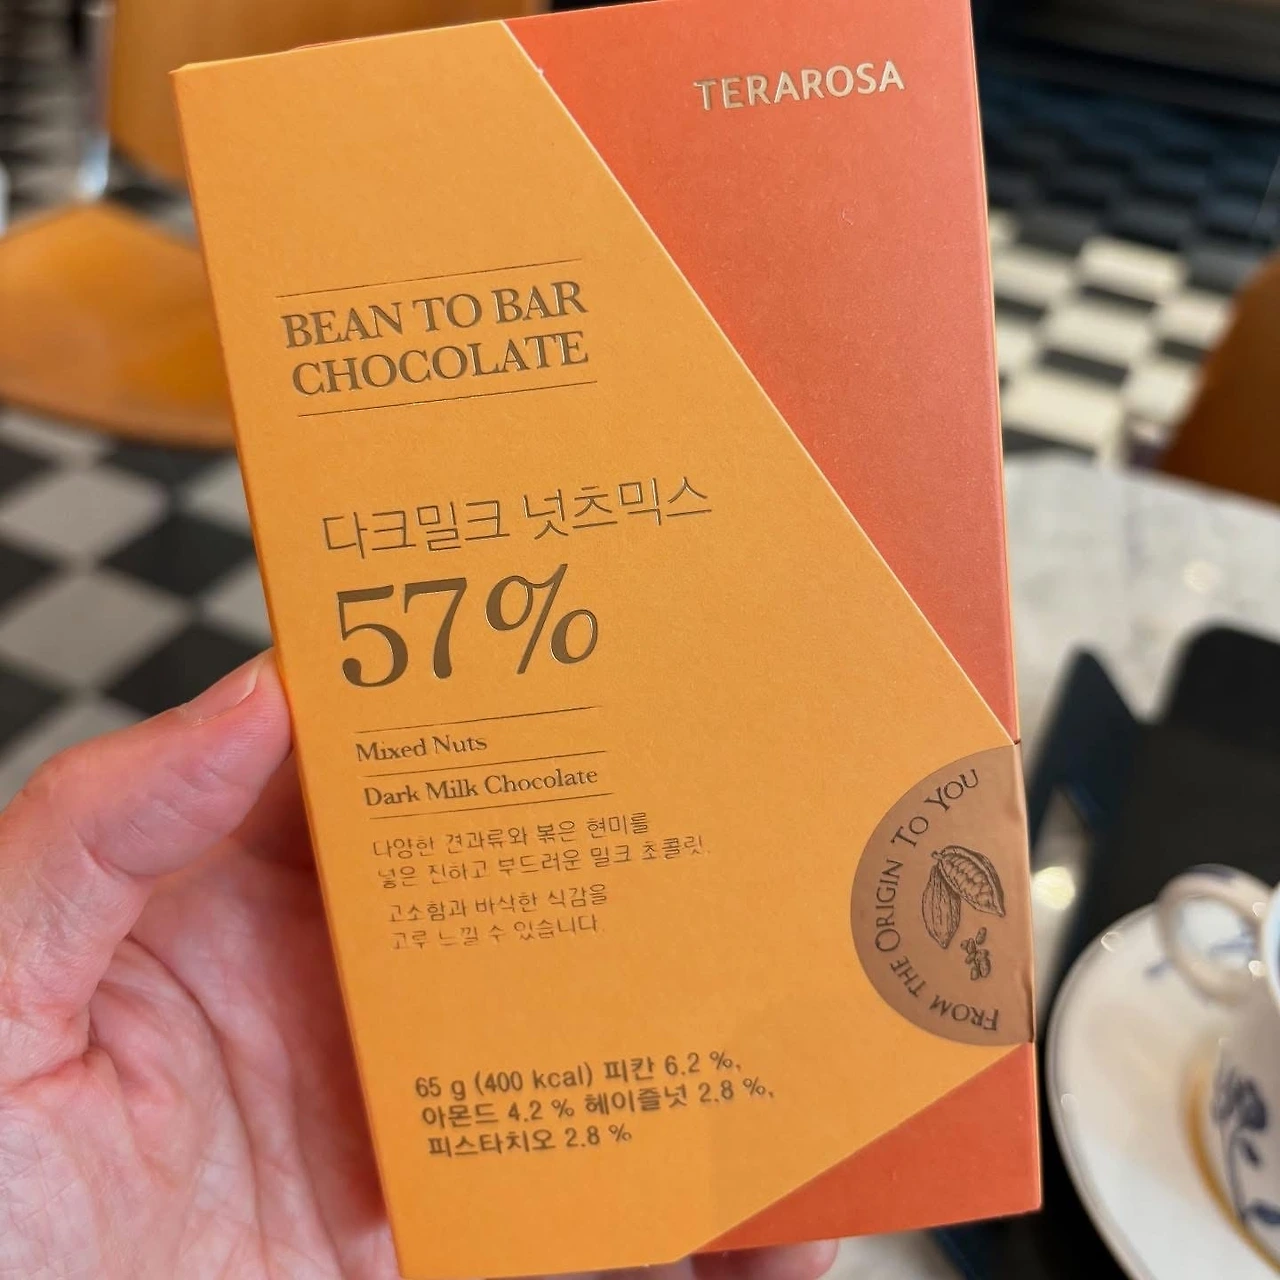 TERAROSA
BEAN TO BAR
CHOCOLATE
다크밀크 넛츠믹스
57%
Mixed Nuts
Dark Milk Chocolate
다양한 견과류와 볶은 현미를
넣은 진하고 부드러운 밀크 초콜릿.
고소함과 바삭한 식감을
고루 느낄 수 있습니다.
FROM THE ORIGIN TO YOU
65 g (400 kcal) 피칸 6.2 %,
아몬드 4.2 % 헤이즐넛 2.8 %,
피스타치오 2.8 %